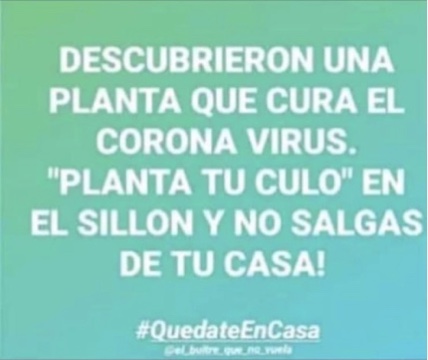 DESCUBRIERON UNA
PLANTA QUE CURA EL
CORONA VIRUS.
"PLANTA TU CULO" EN
EL SILLON Y NO SALGAS
DE TU CASA!
#QuedateEnCasa
@el_buitre_que_no_vuela